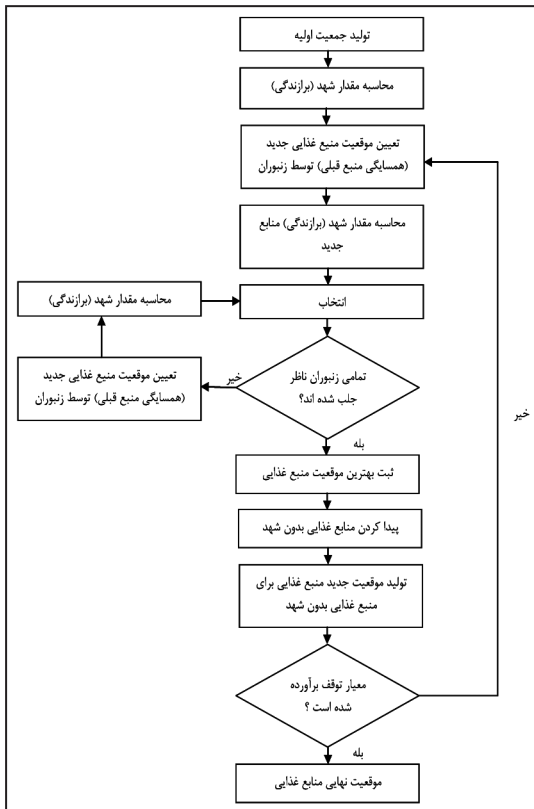 تولید جمعیت اولیه
محاسبه مقدار شهد (برازندگی)
تعیین موقعیت منبع غذایی جدید
(همسایگی منبع قبلی) توسط زنبوران
محاسبه مقدار شهد (برازندگی) منابع
جدید
انتخاب
محاسبه مقدار شهد (برازندگی)
تمامی زنبوران ناظر
جلب شده اند؟
خیر
تعیین موقعیت منبع غذایی جدید
(همسایگی منبع قبلی) توسط زنبوران
خیر
بله
ثبت بهترین موقعیت منبع غذایی
پیدا کردن منابع غذایی بدون شهد
تولید موقعیت جدید منبع غذایی برای
منبع غذایی بدون شهد
معیار توقف برآورده
شده است ؟
بله
موقعیت نهایی منابع غذایی